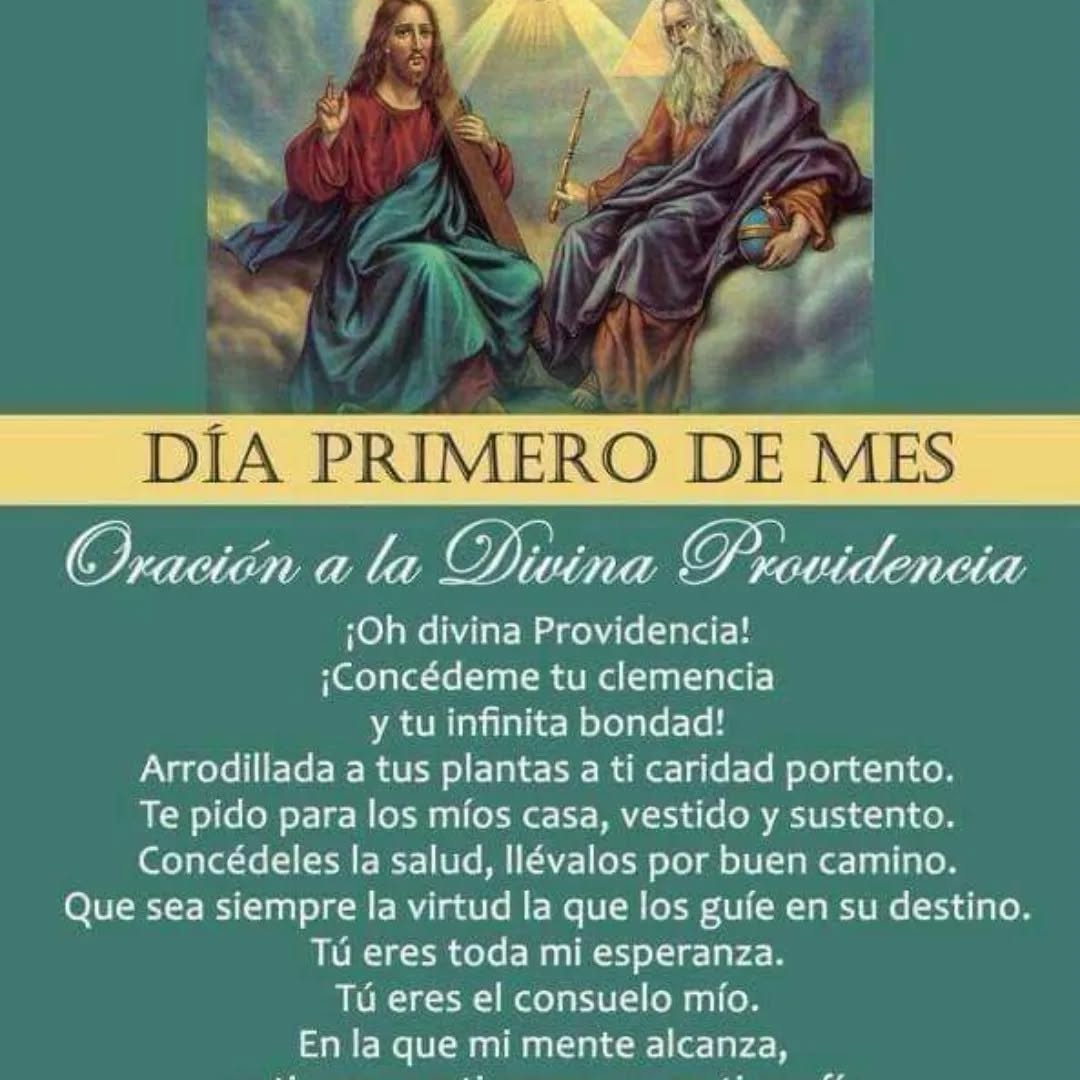 DÍA PRIMERO DE MES
Oración a la Divina Providencia
¡Oh divina Providencia!
¡Concédeme tu clemencia
y tu infinita bondad!
Arrodillada a tus plantas a ti caridad portento.
Te pido para los míos casa, vestido y sustento.
Concédeles la salud, llévalos por buen camino.
Que sea siempre la virtud la que los guíe en su destino.
Tú eres toda mi esperanza.
Tú eres el consuelo mío.
En la que mi mente alcanza,